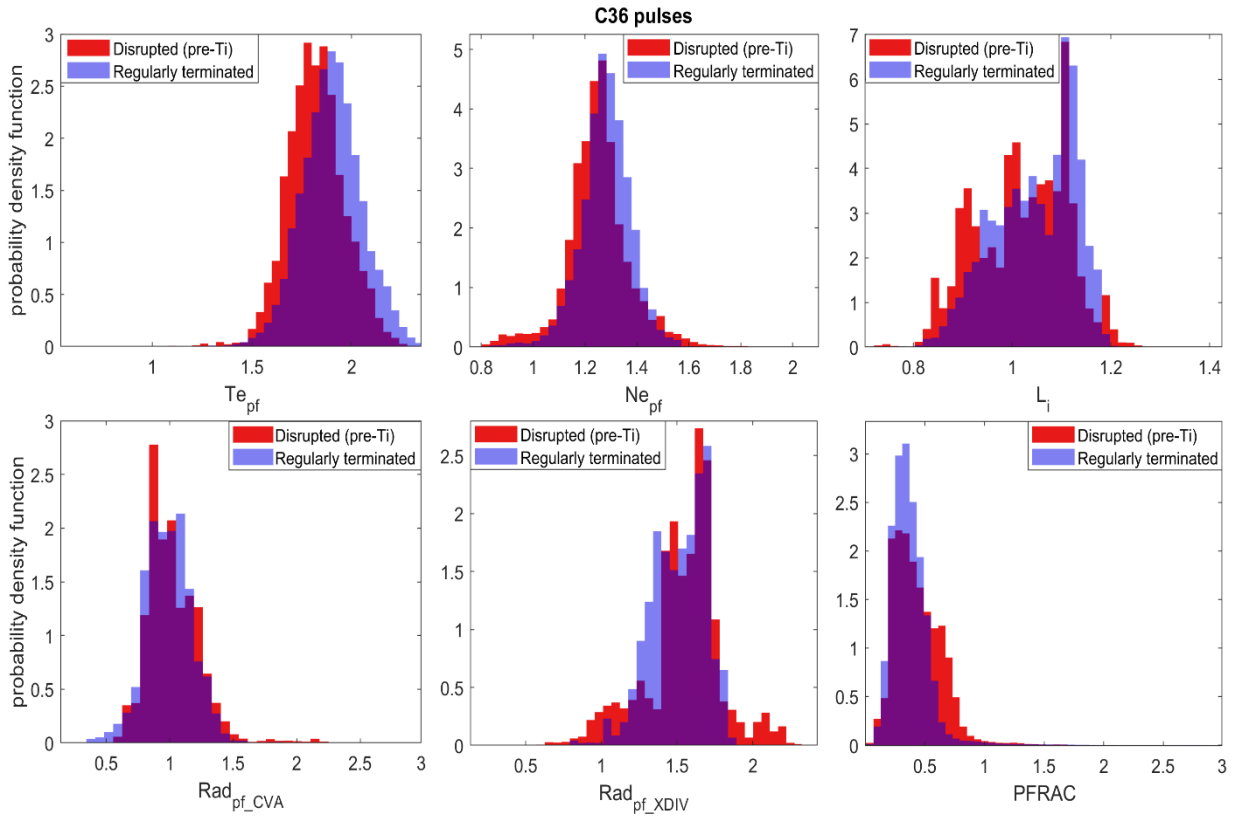 C36 pulses
probability density function
3
2.5
2
1.5
1
0.5
0
Disrupted (pre-Ti)
Regularly terminated
1 1.5 2
Te_pf
5
4
3
2
1
0
Disrupted (pre-Ti)
Regularly terminated
0.8 1 1.2 1.4 1.6 1.8 2
Ne_pf
7
6
5
4
3
2
1
0
Disrupted (pre-Ti)
Regularly terminated
0.8 1 1.2 1.4
L_i
probability density function
3
2.5
2
1.5
1
0.5
0
Disrupted (pre-Ti)
Regularly terminated
0.5 1 1.5 2 2.5 3
Rad_pf_CVA
2.5
2
1.5
1
0.5
0
Disrupted (pre-Ti)
Regularly terminated
0.5 1 1.5 2
Rad_pf_XDIV
3
2.5
2
1.5
1
0.5
0
Disrupted (pre-Ti)
Regularly terminated
0.5 1 1.5 2 2.5 3
PFRAC